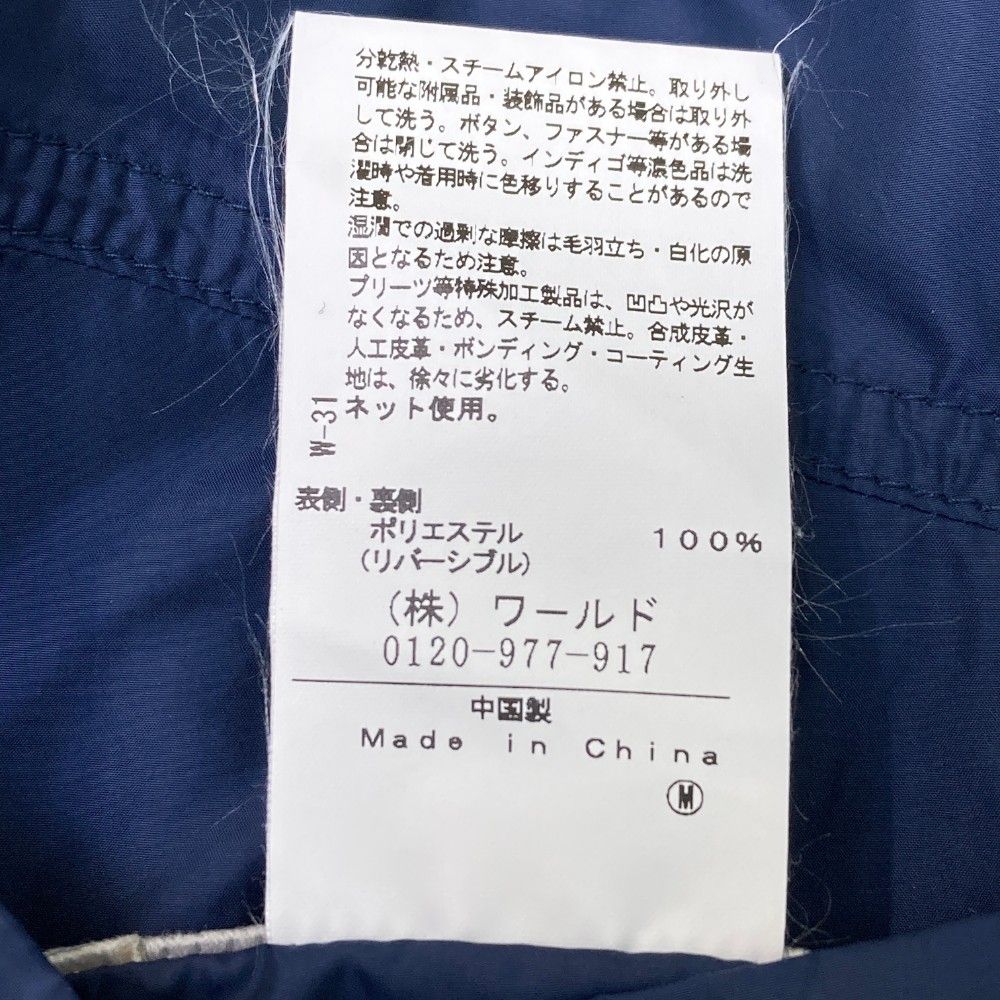 分乾熱・スチームアイロン禁止。取り外し
可能な附属品・装飾品がある場合は取り外
して洗う。ボタン、ファスナー等がある場
合は閉じて洗う。インディゴ等濃色品は洗
濯時や着用時に色移りすることがあるので
注意。
湿潤での過剰な摩擦は毛羽立ち・白化の原
因となるため注意。
プリーツ等特殊加工製品は、凹凸や光沢が
なくなるため、スチーム禁止。合成皮革・
人工皮革・ボンディング・コーティング生
地は、徐々に劣化する。
ネット使用。
W-31
表側・裏側
ポリエステル 100%
(リバーシブル)
(株) ワールド
0120-977-917
中国製
Made in China
M